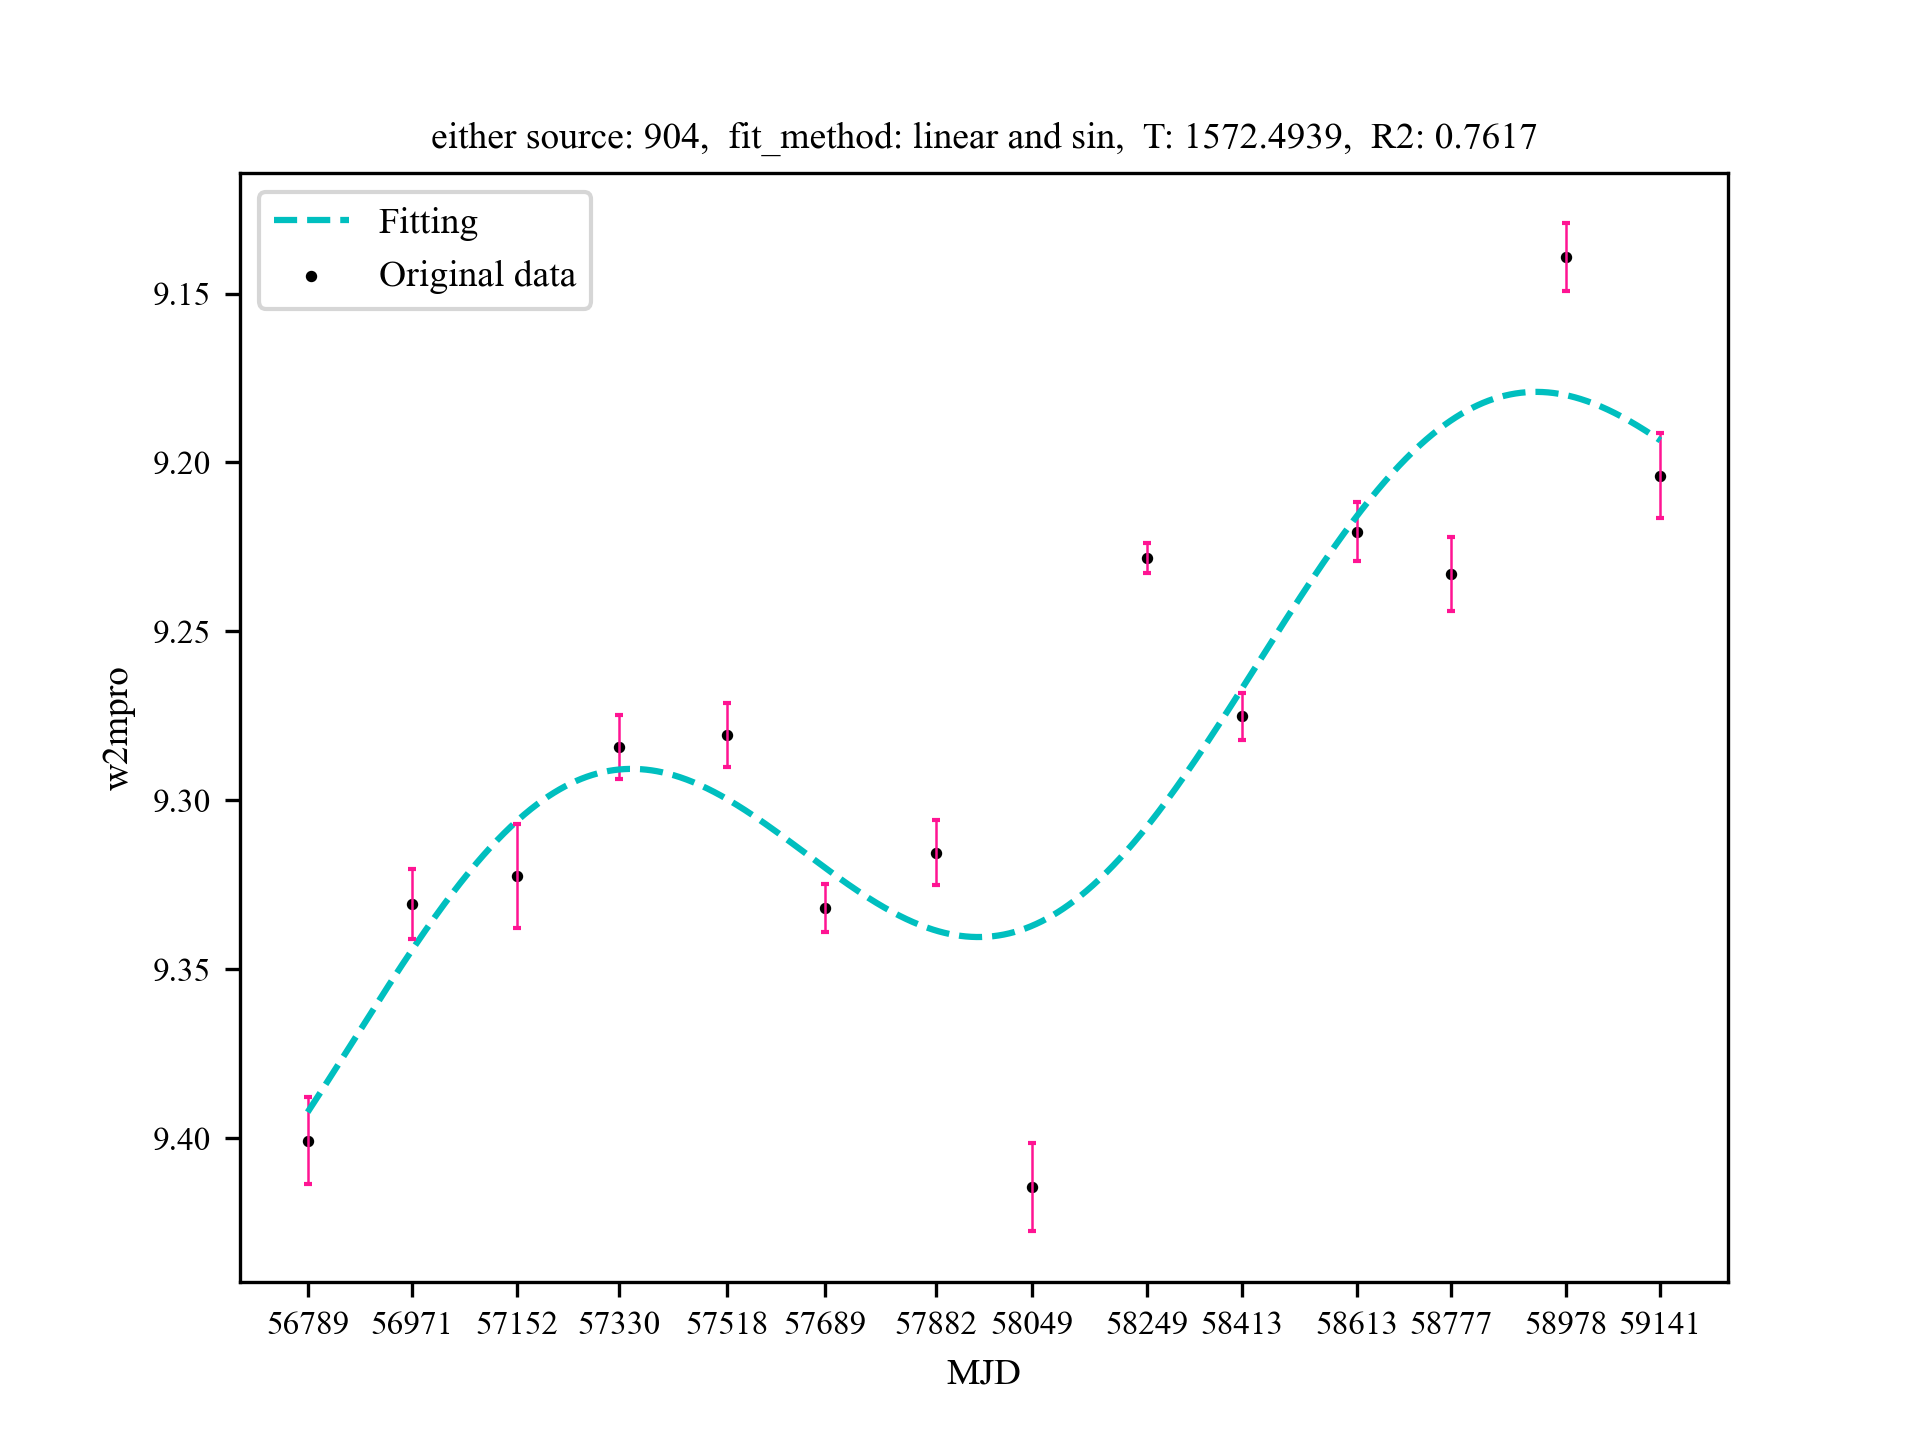 either source: 904,  fit_method: linear and sin,  T: 1572.4939,  R2: 0.7617
Fitting
Original data
9.15
9.20
9.25
9.30
9.35
9.40
w2mpro
56789 56971 57152 57330 57518 57689 57882 58049 58249 58413 58613 58777 58978 59141
MJD